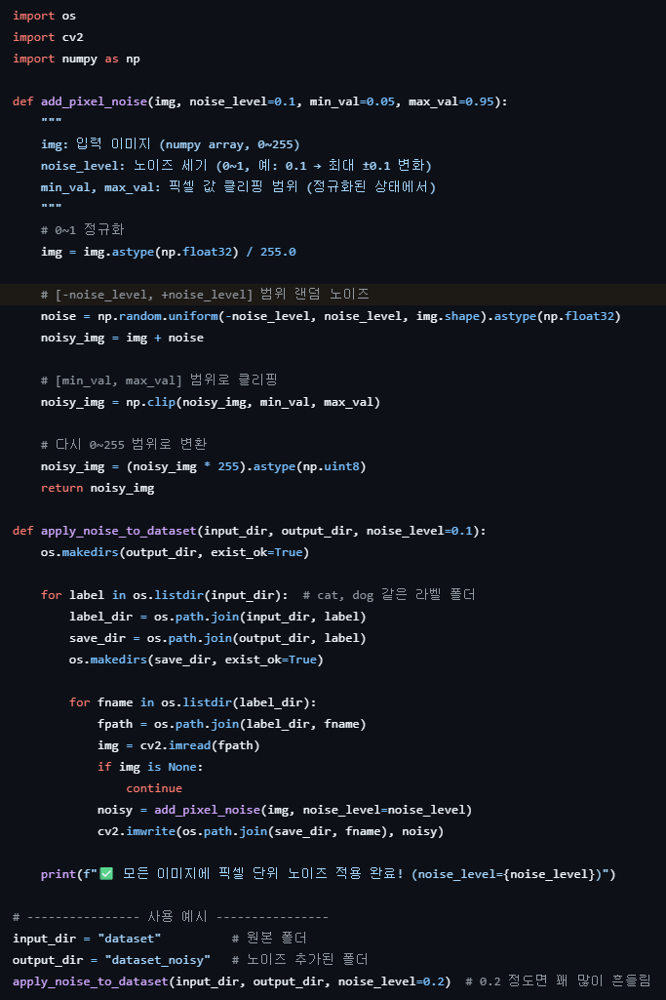 import os
import cv2
import numpy as np
def add_pixel_noise(img, noise_level=0.1, min_val=0.05, max_val=0.95):
"""
img: 입력 이미지 (numpy array, 0~255)
noise_level: 노이즈 세기 (0~1, 예: 0.1 → 최대 ±0.1 변화)
min_val, max_val: 픽셀 값 클리핑 범위 (정규화된 상태에서)
"""
# 0~1 정규화
img = img.astype(np.float32) / 255.0
# [-noise_level, +noise_level] 범위 랜덤 노이즈
noise = np.random.uniform(-noise_level, noise_level, img.shape).astype(np.float32)
noisy_img = img + noise
# [min_val, max_val] 범위로 클리핑
noisy_img = np.clip(noisy_img, min_val, max_val)
# 다시 0~255 범위로 변환
noisy_img = (noisy_img * 255).astype(np.uint8)
return noisy_img
def apply_noise_to_dataset(input_dir, output_dir, noise_level=0.1):
os.makedirs(output_dir, exist_ok=True)
for label in os.listdir(input_dir):  # cat, dog 같은 라벨 폴더
label_dir = os.path.join(input_dir, label)
save_dir = os.path.join(output_dir, label)
os.makedirs(save_dir, exist_ok=True)
for fname in os.listdir(label_dir):
fpath = os.path.join(label_dir, fname)
img = cv2.imread(fpath)
if img is None:
continue
noisy = add_pixel_noise(img, noise_level=noise_level)
cv2.imwrite(os.path.join(save_dir, fname), noisy)
print(f"✅ 모든 이미지에 픽셀 단위 노이즈 적용 완료! (noise_level={noise_level})")
# ---------------- 사용 예시 ----------------
input_dir = "dataset"          # 원본 폴더
output_dir = "dataset_noisy"   # 노이즈 추가된 폴더
apply_noise_to_dataset(input_dir, output_dir, noise_level=0.2)  # 0.2 정도면 꽤 많이 흔들림